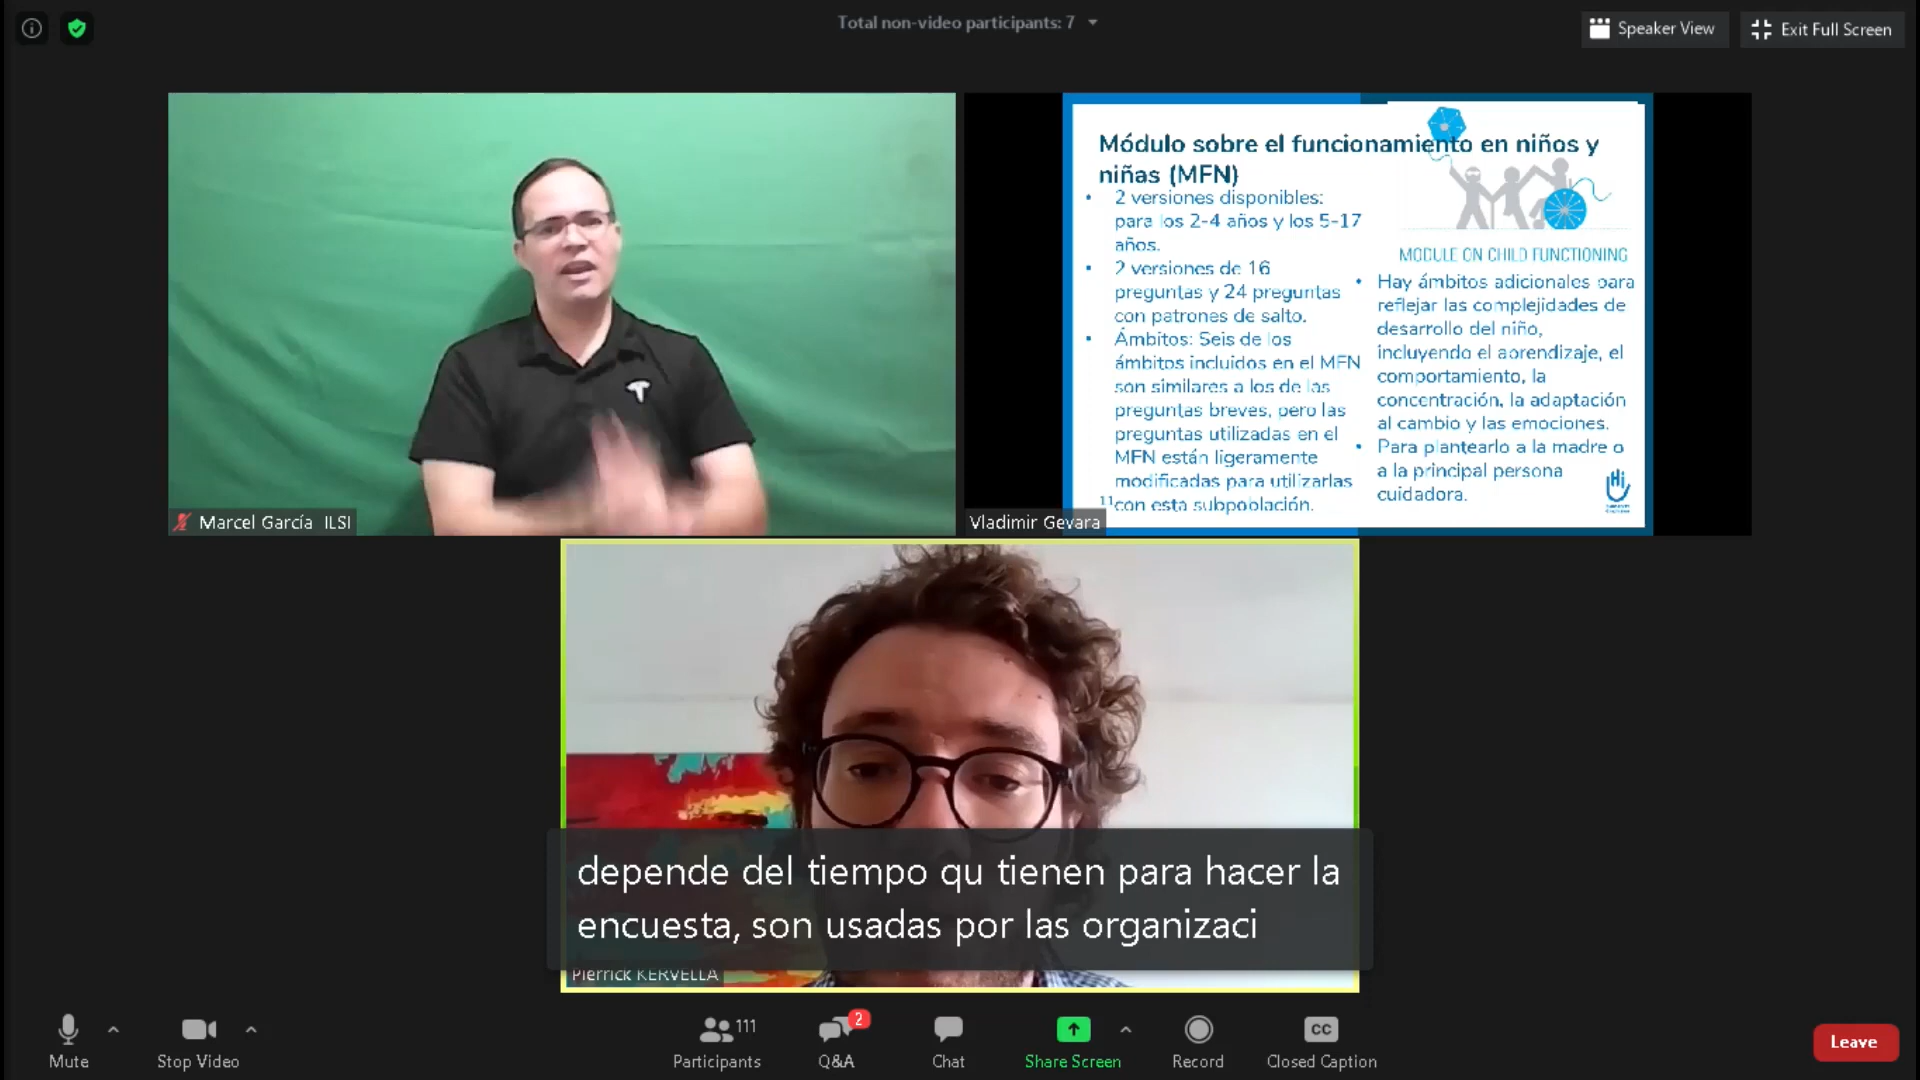 Total non-video participants: 7
Speaker View
Exit Full Screen
Marcel García ILSI
Módulo sobre el funcionamiento en niños y
niñas (MFN)
2 versiones disponibles:
para los 2-4 años y los 5-17
años.
2 versiones de 16
preguntas y 24 preguntas
con patrones de salto.
Ámbitos: Seis de los
ámbitos incluidos en el MFN
son similares a los de las
preguntas breves, pero las
preguntas utilizadas en el
MFN están ligeramente
modificadas para utilizarlas
con esta subpoblación.
11
MODULE ON CHILD FUNCTIONING
Hay ámbitos adicionales para
reflejar las complejidades de
desarrollo del niño,
incluyendo el aprendizaje, el
comportamiento, la
concentración, la adaptación
al cambio y las emociones.
Para plantearlo a la madre o
a la principal persona
cuidadora.
Hi
Vladimir Gevara
depende del tiempo qu tienen para hacer la
encuesta, son usadas por las organizaci
Pierrick KERVELLA
Mute
Stop Video
Participants
111
Q&A
2
Chat
Share Screen
Record
CC
Closed Caption
Leave